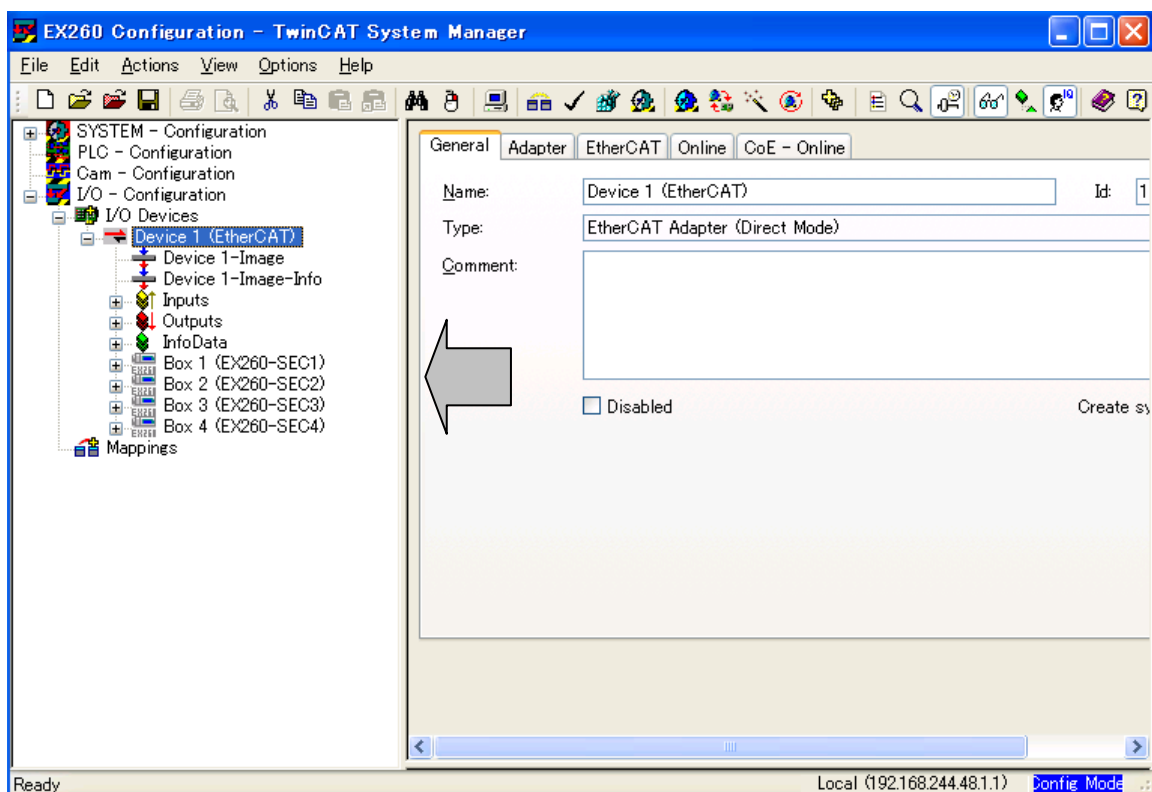 EX260 Configuration - TwinCAT System Manager
File Edit Actions View Options Help
SYSTEM - Configuration
PLC - Configuration
Cam - Configuration
I/O - Configuration
I/O Devices
Device 1 (EtherCAT)
Device 1-Image
Device 1-Image-Info
Inputs
Outputs
InfoData
Box 1 (EX260-SEC1)
Box 2 (EX260-SEC2)
Box 3 (EX260-SEC3)
Box 4 (EX260-SEC4)
Mappings
General Adapter EtherCAT Online CoE - Online
Name: Device 1 (EtherCAT) Id: 1
Type: EtherCAT Adapter (Direct Mode)
Comment:
Disabled Create sy
Ready Local (192.168.244.48.1.1) Config Mode